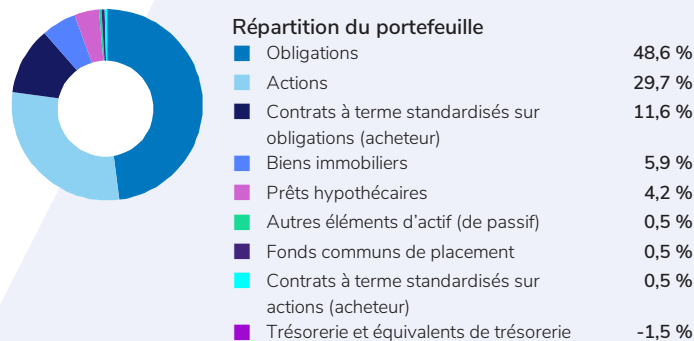 Répartition du portefeuille
Obligations 48,6 %
Actions 29,7 %
Contrats à terme standardisés sur 11,6 %
obligations (acheteur)
Biens immobiliers 5,9 %
Prêts hypothécaires 4,2 %
Autres éléments d’actif (de passif) 0,5 %
Fonds communs de placement 0,5 %
Contrats à terme standardisés sur 0,5 %
actions (acheteur)
Trésorerie et équivalents de trésorerie -1,5 %